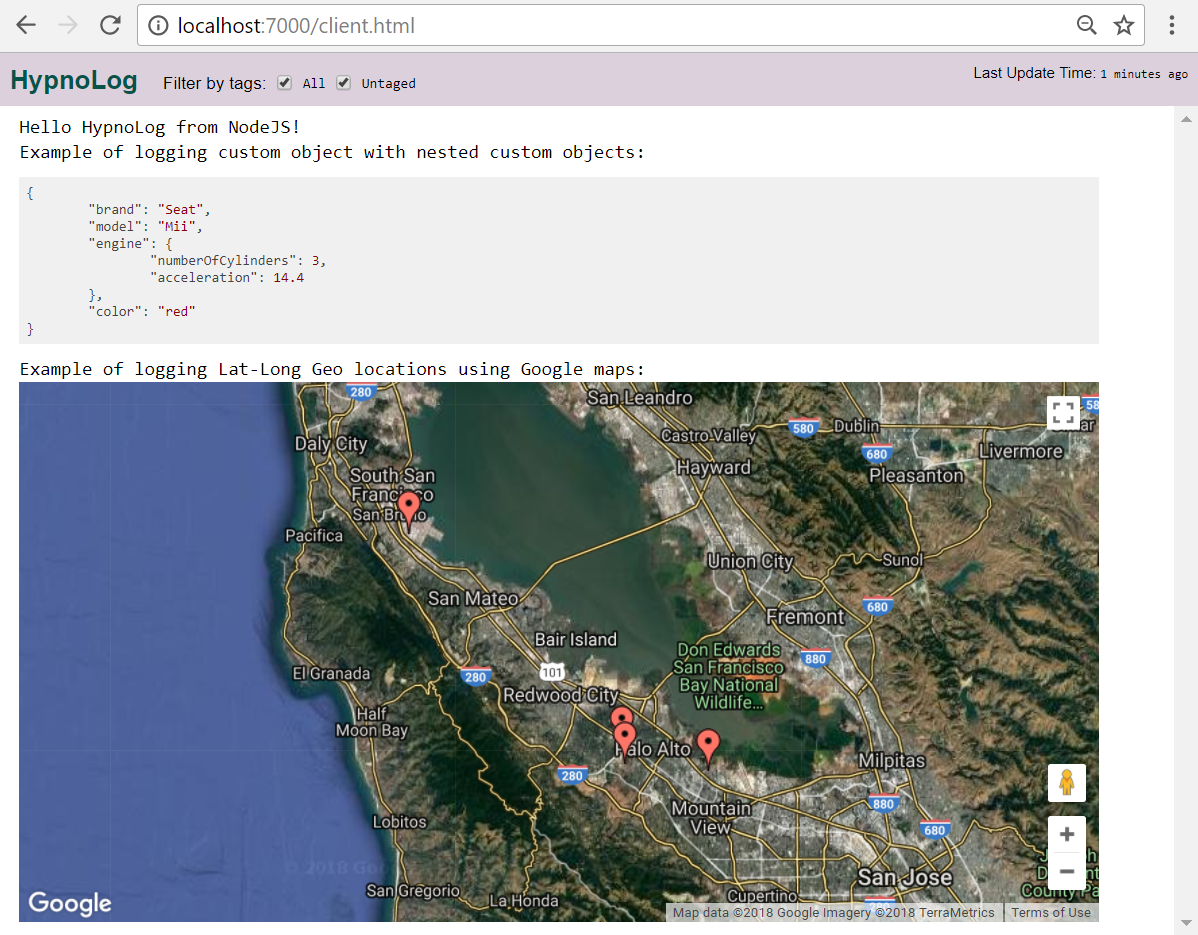 localhost:7000/client.html
HypnoLog
Filter by tags: All Untaged
Last Update Time: 1 minutes ago
Hello HypnoLog from NodeJS!
Example of logging custom object with nested custom objects:
{
"brand": "Seat",
"model": "Mii",
"engine": {
"numberOfCylinders": 3,
"acceleration": 14.4
},
"color": "red"
}
Example of logging Lat-Long Geo locations using Google maps:
280
San Leandro
58
580
Dublin
Daly City
Castro Valley
680
Livermore
Hayward
Pleasanton
South San
Francisco
San Bruno
Pacifica
Union City
Sunol
San Mateo
680
Fremont
Bair Island
Don Edwards
San Francisco
Bay National
Wildlife...
880
El Granada
280
101
Redwood City
Half
Moon Bay
Palo Alto
Milpitas
280
Mountain
View
880
Lobitos
680
San Jose
San Gregorio
La Honda
Cupertino
280
County Pa
Google
Map data ©2018 Google Imagery ©2018 TerraMetrics
Terms of Use